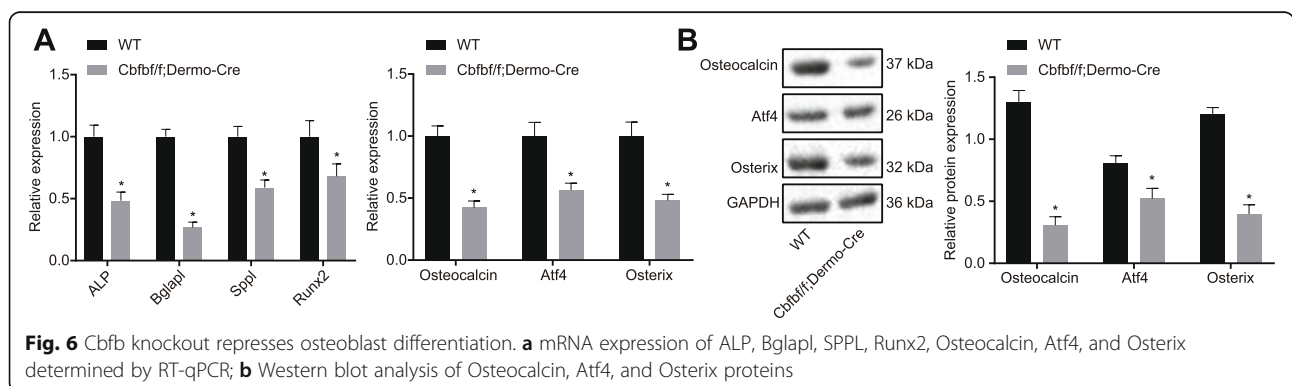 A
WT
Cbfbf/f;Dermo-Cre
Relative expression
1.5
1.0
0.5
0.0
*
*
*
*
ALP
Bglapl
Sppl
Runx2
WT
Cbfbf/f;Dermo-Cre
Relative expression
1.5
1.0
0.5
0.0
*
*
*
Osteocalcin
Atf4
Osterix
B
Osteocalcin
37 kDa
Atf4
26 kDa
Osterix
32 kDa
GAPDH
36 kDa
WT
Cbfbf/f;Dermo-Cre
WT
Cbfbf/f;Dermo-Cre
Relative protein expression
1.5
1.0
0.5
0.0
*
*
*
Osteocalcin
Atf4
Osterix
Fig. 6 Cbfb knockout represses osteoblast differentiation. a mRNA expression of ALP, Bglapl, SPPL, Runx2, Osteocalcin, Atf4, and Osterix
determined by RT-qPCR; b Western blot analysis of Osteocalcin, Atf4, and Osterix proteins